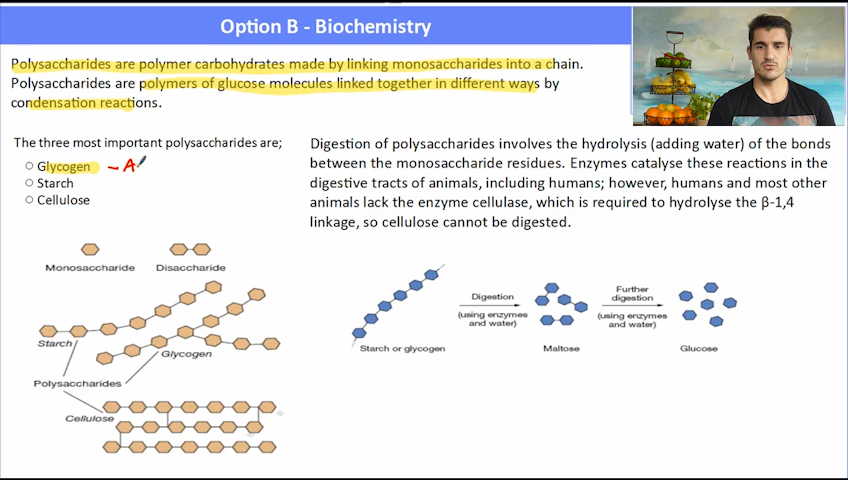 Option B - Biochemistry
Polysaccharides are polymer carbohydrates made by linking monosaccharides into a chain.
Polysaccharides are polymers of glucose molecules linked together in different ways by
condensation reactions.
The three most important polysaccharides are;
Glycogen – A
Starch
Cellulose
Digestion of polysaccharides involves the hydrolysis (adding water) of the bonds
between the monosaccharide residues. Enzymes catalyse these reactions in the
digestive tracts of animals, including humans; however, humans and most other
animals lack the enzyme cellulase, which is required to hydrolyse the β-1,4
linkage, so cellulose cannot be digested.
Monosaccharide Disaccharide
Starch
Glycogen
Polysaccharides
Cellulose
Digestion
(using enzymes
and water)
Further
digestion
(using enzymes
and water)
Starch or glycogen
Maltose
Glucose